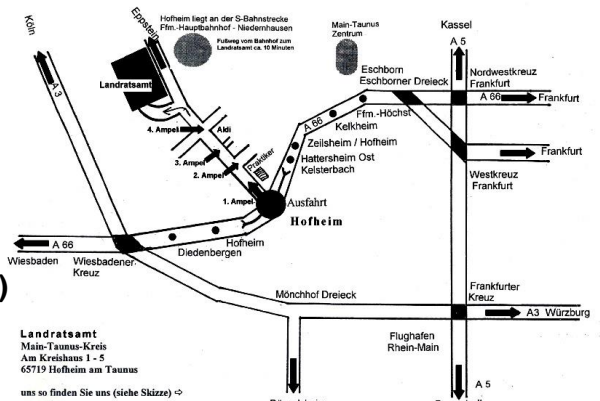 Hofheim liegt an der S-Bahnstrecke
Ffm.-Hauptbahnhof - Niedernhausen
Fußweg vom Bahnhof zum
Landratsamt ca. 10 Minuten
Main-Taunus
Zentrum
Kassel
A 5
Köln
Eppstein
A 3
Landratsamt
Eschborn
Eschborner Dreieck
Nordwestkreuz
Frankfurt
A 66
Frankfurt
Ffm.-Höchst
Kelkheim
A 66
Zeilsheim / Hofheim
Hattersheim Ost
Kelsterbach
4. Ampel
Aldi
3. Ampel
2. Ampel
Praktiker
1. Ampel
Ausfahrt
Hofheim
Frankfurt
Westkreuz
Frankfurt
A 66
Wiesbaden
Wiesbadener-
Kreuz
Diedenbergen
Hofheim
)
Mönchhof Dreieck
Frankfurter
Kreuz
A3 Würzburg
Flughafen
Rhein-Main
A 5
Landratsamt
Main-Taunus-Kreis
Am Kreishaus 1 - 5
65719 Hofheim am Taunus
uns so finden Sie uns (siehe Skizze) ⇨